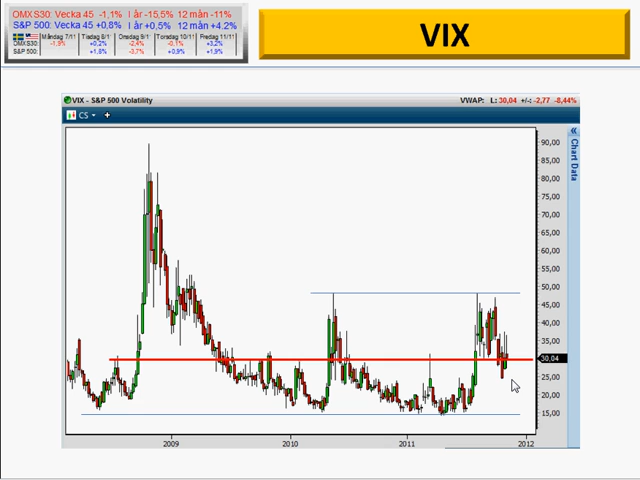 OMXS30: Vecka 45 -1,1% I år -15,5% 12 mån -11%
S&P 500: Vecka 45 +0,8% I år +0,5% 12 mån +4.2%
Måndag 7/11 Tisdag 8/1 Onsdag 9/1 Torsdag 10/11 Fredag 11/11
OMXS30: -1,9% +0,2% -2,4% -0,1% +3,2%
S&P 500: +1,8% -3,7% +0,9% +1,9%
VIX
VIX - S&P 500 Volatility VWAP: L: 30,04 +/-: -2,77 -8,44%
CS
Chart Data
90,00
85,00
80,00
75,00
70,00
65,00
60,00
55,00
50,00
45,00
40,00
35,00
30,04
25,00
20,00
15,00
2009 2010 2011 2012